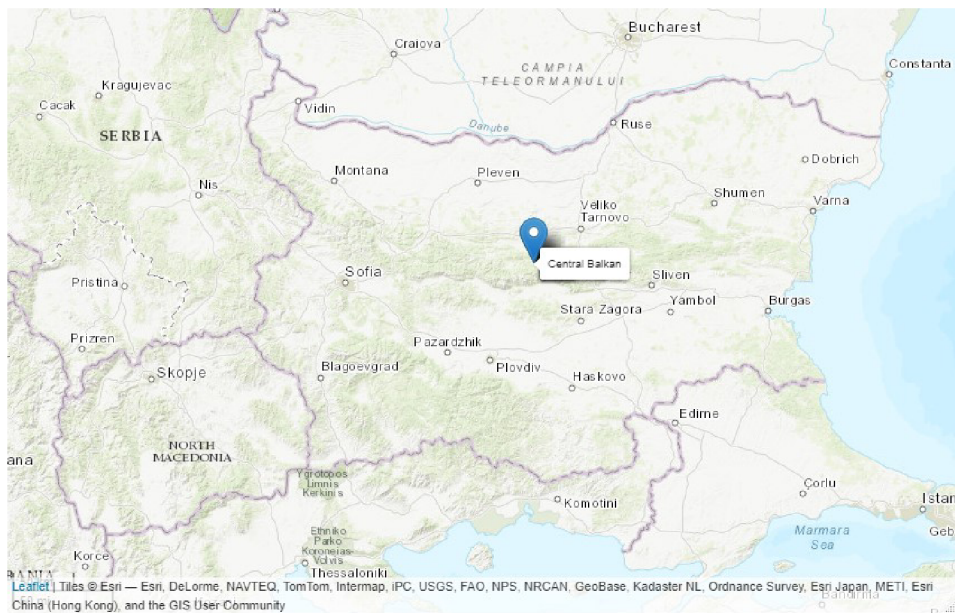 Bucharest
Craiova
CAMPIA
TELEORMANULUI
Constanta
Kragujevac
Cacak
Vidin
SERBIA
Danube
Ruse
Dobrich
Montana
Pleven
Nis
Shumen
Veliko
Tarnovo
Varna
Central Balkan
Sofia
Sliven
Pristina
Stara Zagora
Yambol
Burgas
Prizren
Pazardzhik
Plovdiv
Skopje
Blagoevgrad
Haskovo
Edirne
NORTH
MACEDONIA
ana
Ygrotopos
Limnis
Kerkinis
Komotini
Corlu
Istan
Ethniko
Parko
Koroneias-
Volvis
Marmara
Sea
Geb
Korce
Thessaloniki
Leaflet | Tiles © Esri — Esri, DeLorme, NAVTEQ, TomTom, Intermap, iPC, USGS, FAO, NPS, NRCAN, GeoBase, Kadaster NL, Ordnance Survey, Esri Japan, METI, Esri
China (Hong Kong), and the GIS User Community